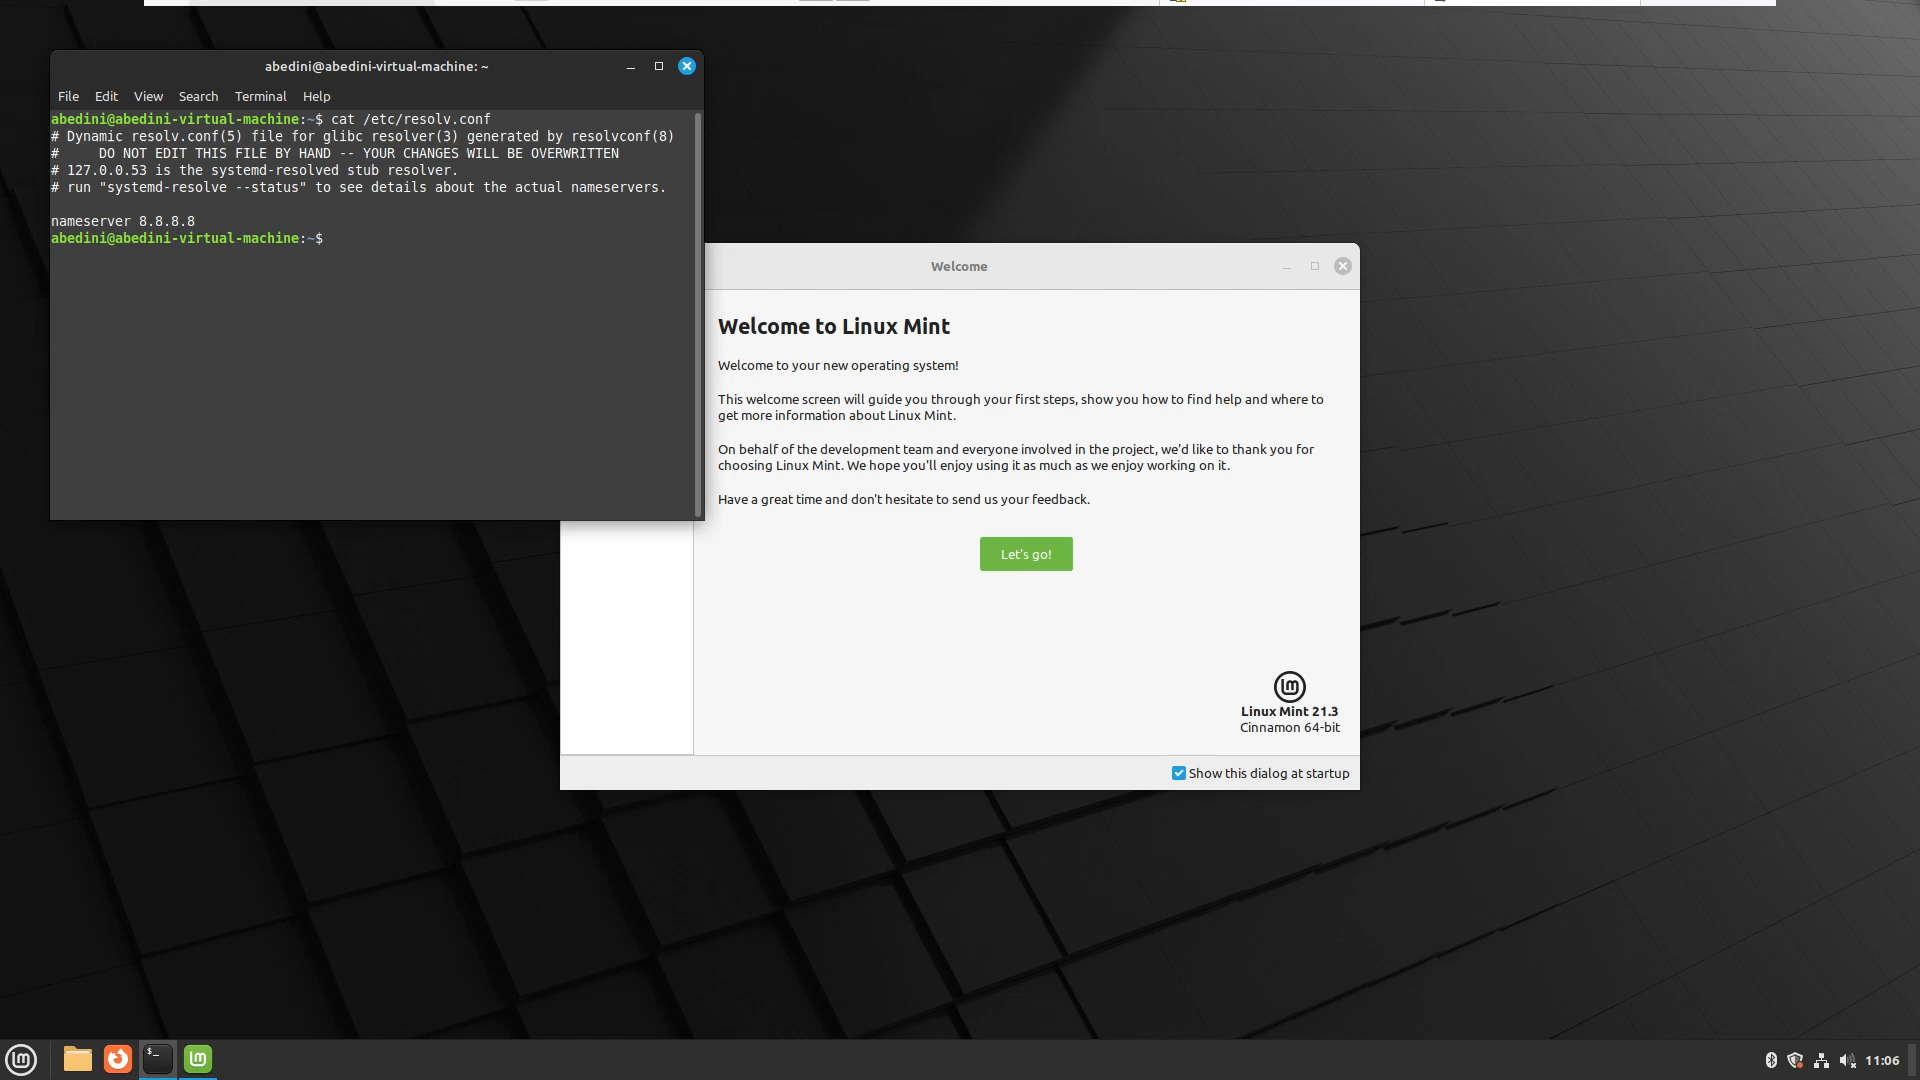 abedini@abedini-virtual-machine: ~
File Edit View Search Terminal Help
abedini@abedini-virtual-machine:~$ cat /etc/resolv.conf
# Dynamic resolv.conf(5) file for glibc resolver(3) generated by resolvconf(8)
#     DO NOT EDIT THIS FILE BY HAND -- YOUR CHANGES WILL BE OVERWRITTEN
# 127.0.0.53 is the systemd-resolved stub resolver.
# run "systemd-resolve --status" to see details about the actual nameservers.
nameserver 8.8.8.8
abedini@abedini-virtual-machine:~$
Welcome
Welcome to Linux Mint
Welcome to your new operating system!
This welcome screen will guide you through your first steps, show you how to find help and where to
get more information about Linux Mint.
On behalf of the development team and everyone involved in the project, we'd like to thank you for
choosing Linux Mint. We hope you'll enjoy using it as much as we enjoy working on it.
Have a great time and don't hesitate to send us your feedback.
Let's go!
Linux Mint 21.3
Cinnamon 64-bit
Show this dialog at startup
11:06